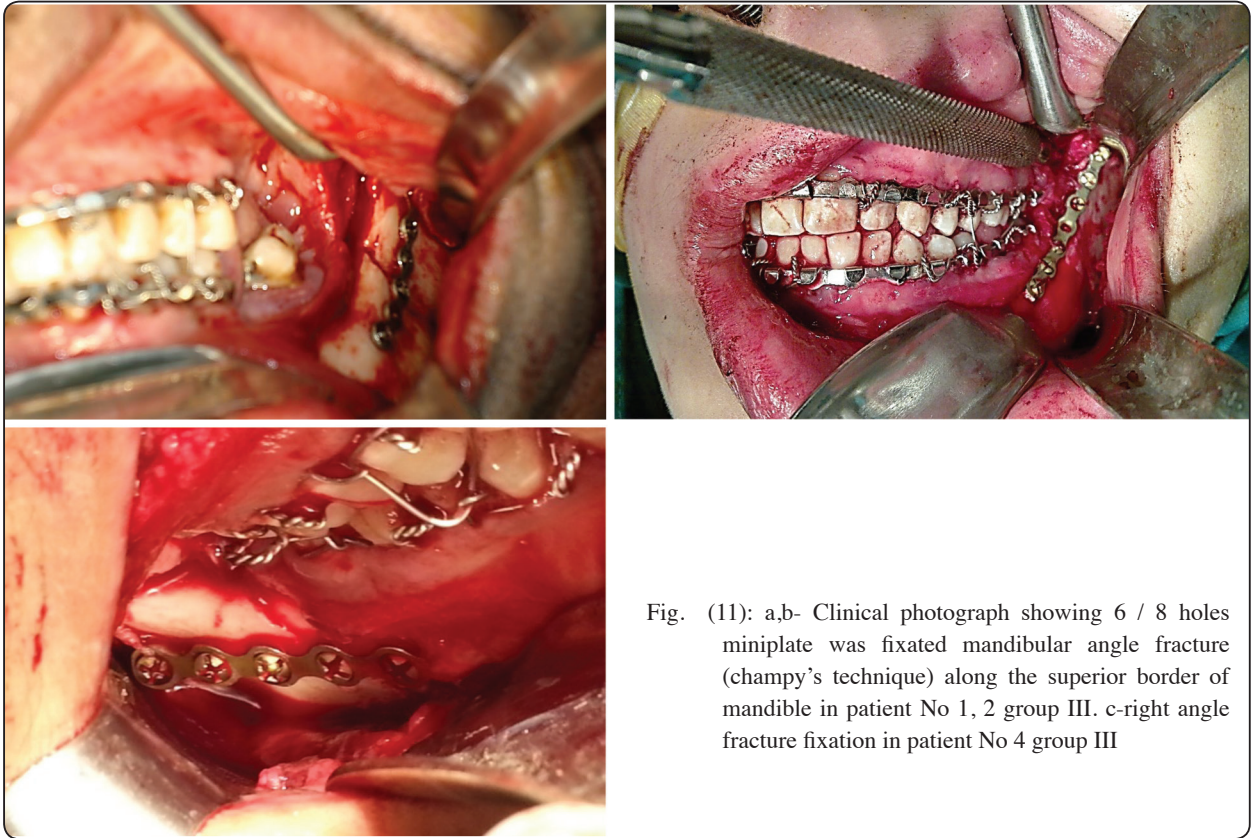 Fig. (11): a,b- Clinical photograph showing 6 / 8 holes
miniplate was fixated mandibular angle fracture
(champy's technique) along the superior border of
mandible in patient No 1, 2 group III. c-right angle
fracture fixation in patient No 4 group III